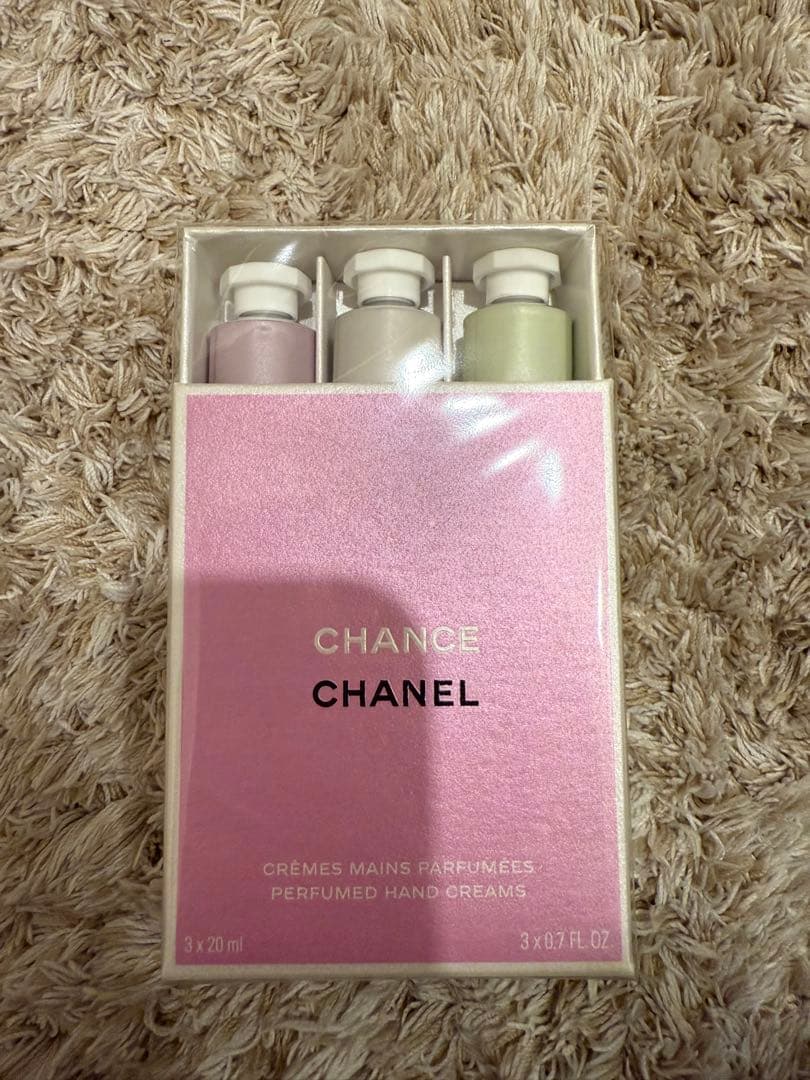 CHANCE
CHANEL
CRÈMES MAINS PARFUMÉES
PERFUMED HAND CREAMS
3 x 20 ml
3 x 0.7 FL. OZ.